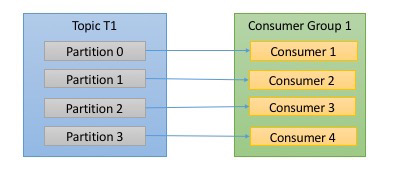 Topic T1
Partition 0
Partition 1
Partition 2
Partition 3
Consumer Group 1
Consumer 1
Consumer 2
Consumer 3
Consumer 4